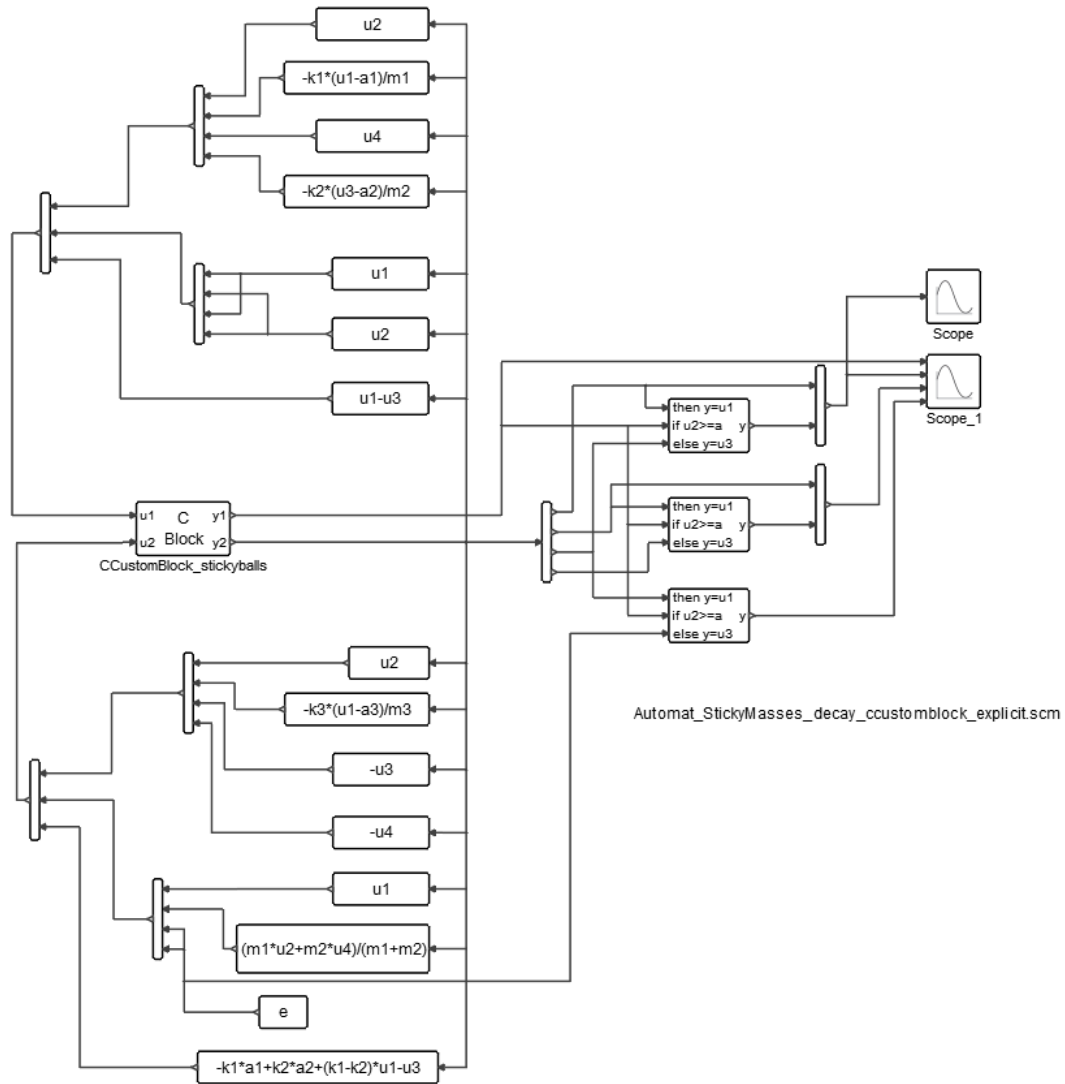 u2
-k1*(u1-a1)/m1
u4
-k2*(u3-a2)/m2
u1
u2
u1-u3
Scope
Scope_1
then y=u1
if u2>=a y
else y=u3
u1 C y1
u2 Block y2
CCustomBlock_stickyballs
then y=u1
if u2>=a y
else y=u3
then y=u1
if u2>=a y
else y=u3
u2
-k3*(u1-a3)/m3
-u3
-u4
Automat_StickyMasses_decay_ccustomblock_explicit.scm
u1
(m1*u2+m2*u4)/(m1+m2)
e
-k1*a1+k2*a2+(k1-k2)*u1-u3